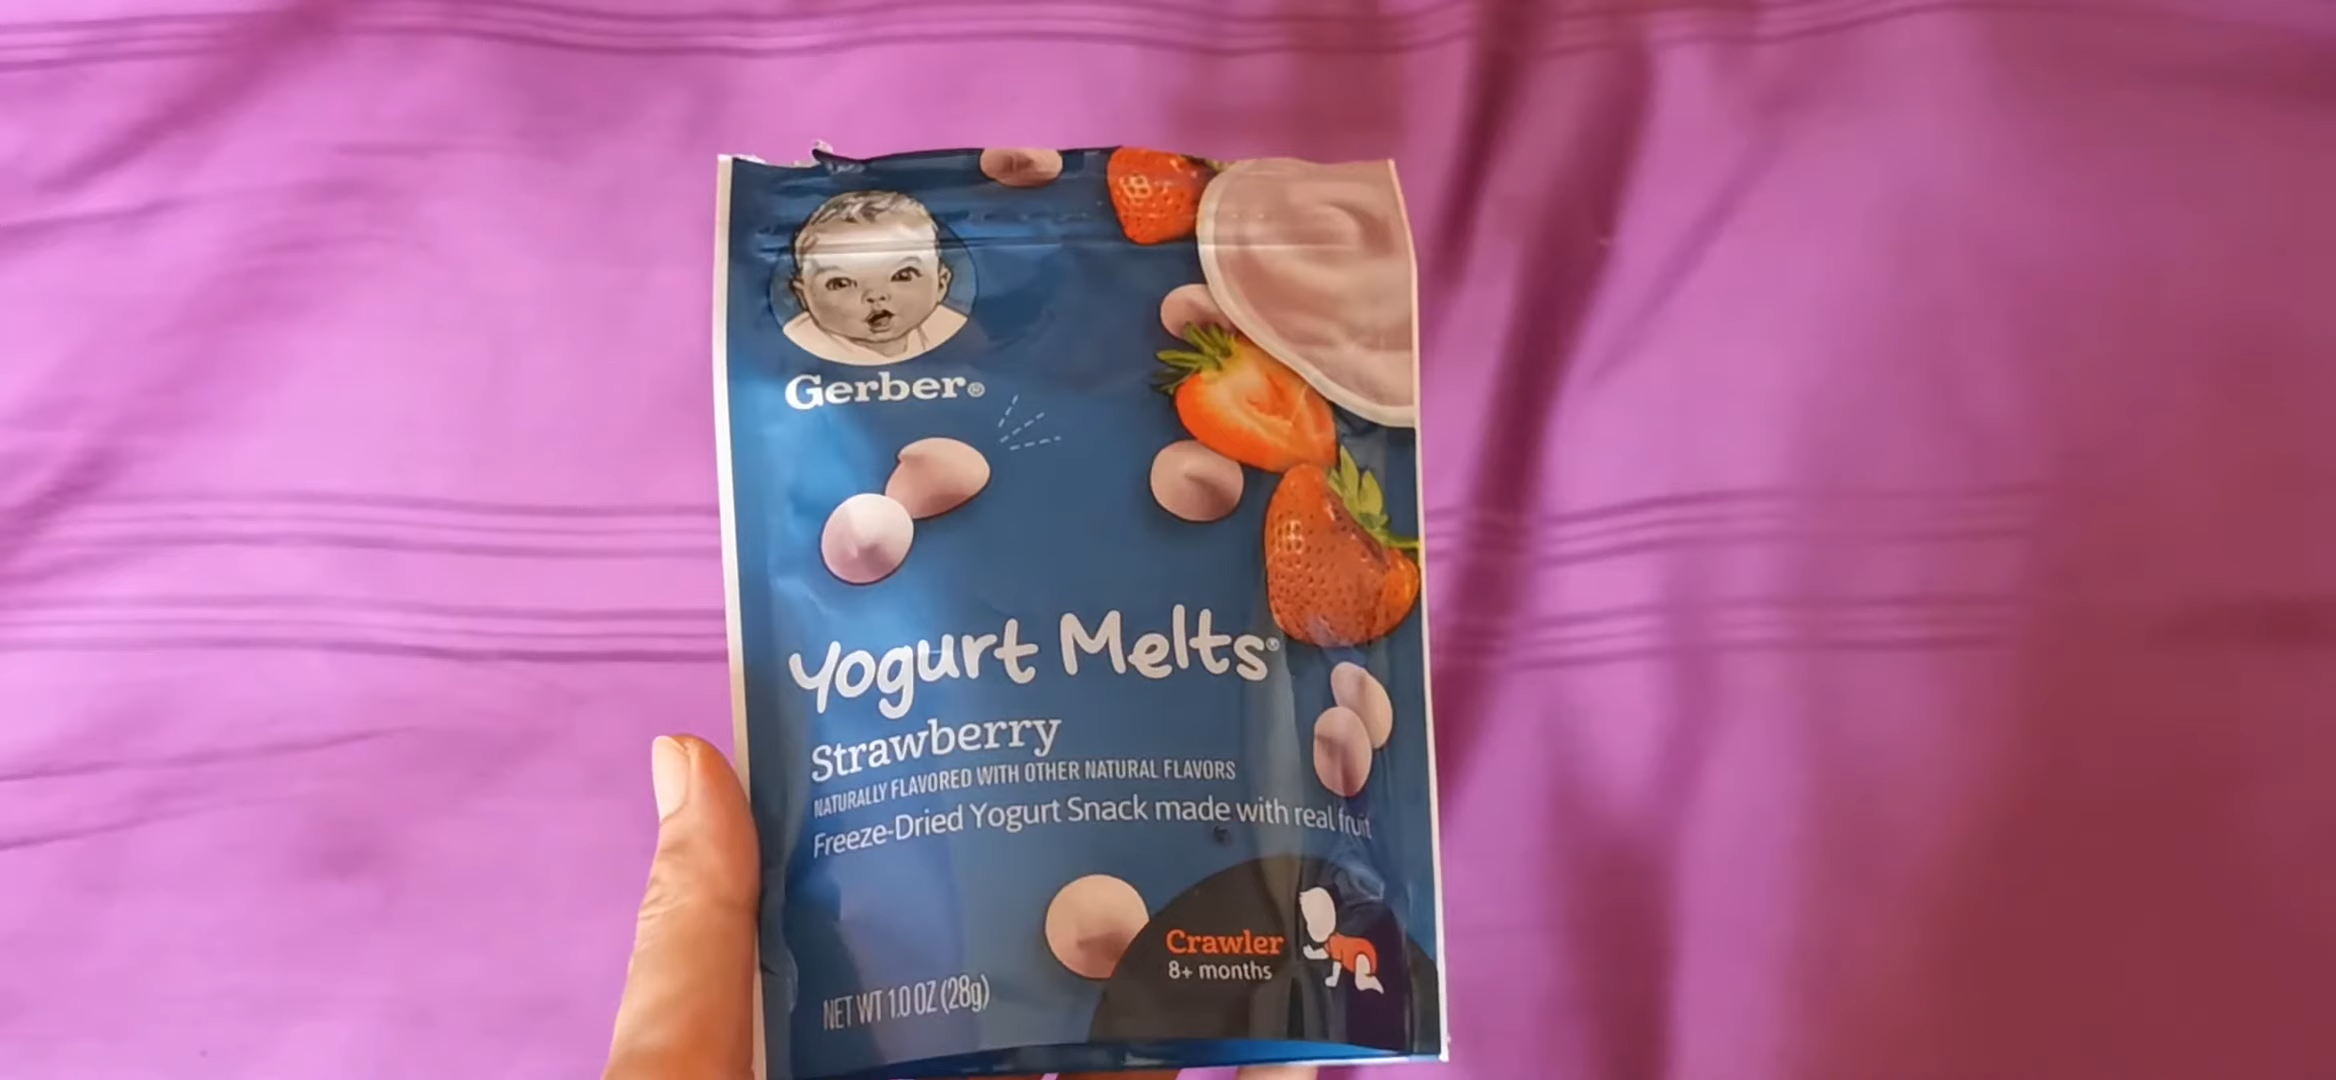 Gerber®
Yogurt Melts®
Strawberry
NATURALLY FLAVORED WITH OTHER NATURAL FLAVORS
Freeze-Dried Yogurt Snack made with real fruit
Crawler
8+ months
NET WT 1.0 OZ (28g)